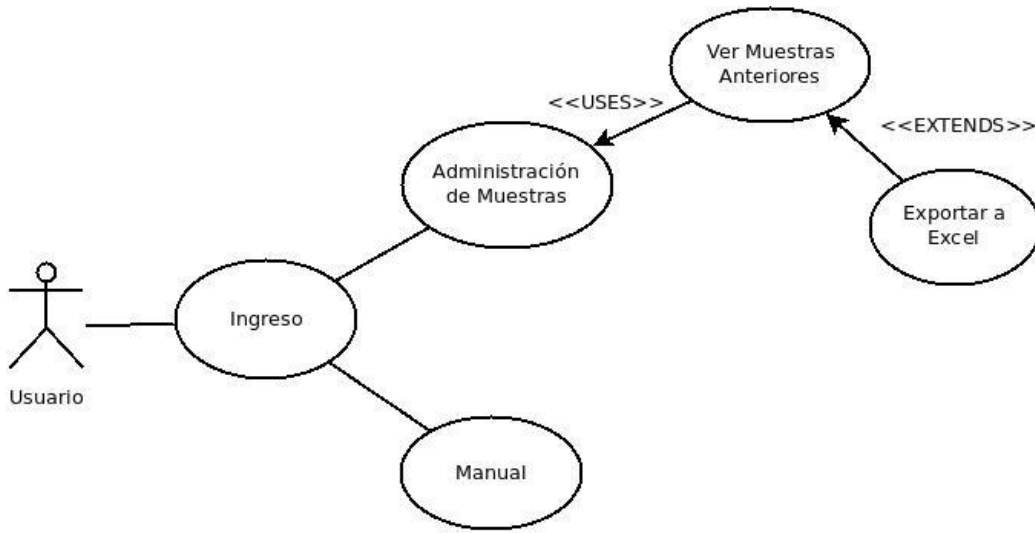 Ver Muestras
Anteriores
<<USES>>
<<EXTENDS>>
Administración
de Muestras
Exportar a
Excel
Ingreso
Usuario
Manual